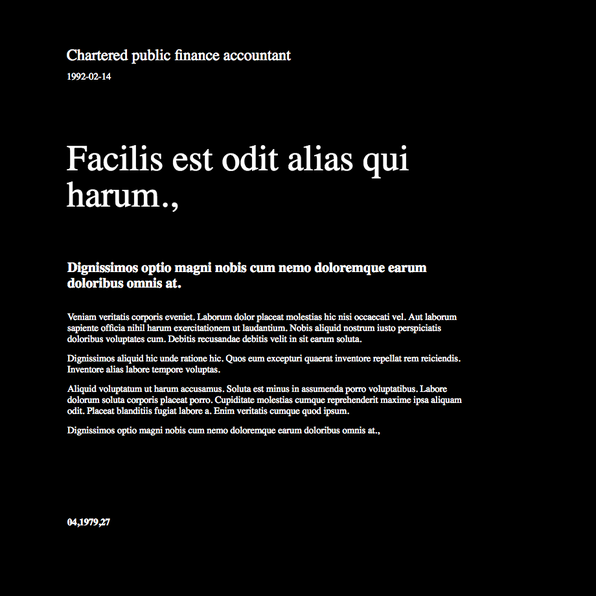 Chartered public finance accountant
1992-02-14
Facilis est odit alias qui
harum.,
Dignissimos optio magni nobis cum nemo doloremque earum
doloribus omnis at.
Veniam veritatis corporis eveniet. Laborum dolor placeat molestias hic nisi occaecati vel. Aut laborum
sapiente officia nihil harum exercitationem ut laudantium. Nobis aliquid nostrum iusto perspiciatis
doloribus voluptates cum. Debitis recusandae debitis velit in sit earum soluta.
Dignissimos aliquid hic unde ratione hic. Quos eum excepturi quaerat inventore repellat rem reiciendis.
Inventore alias labore tempore voluptas.
Aliquid voluptatum ut harum accusamus. Soluta est minus in assumenda porro voluptatibus. Labore
dolorum soluta corporis placeat porro. Cupiditate molestias cumque reprehenderit maxime ipsa aliquam
odit. Placeat blanditiis fugiat labore a. Enim veritatis cumque quod ipsum.
Dignissimos optio magni nobis cum nemo doloremque earum doloribus omnis at.,
04,1979,27